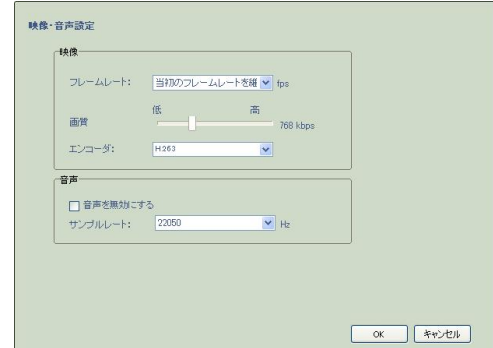 映像・音声設定
映像
フレームレート: 当初のフレームレートを維 fps
低 高
画質 768 kbps
エンコーダ: H.263
音声
音声を無効にする
サンプルレート: 22050 Hz
OK キャンセル